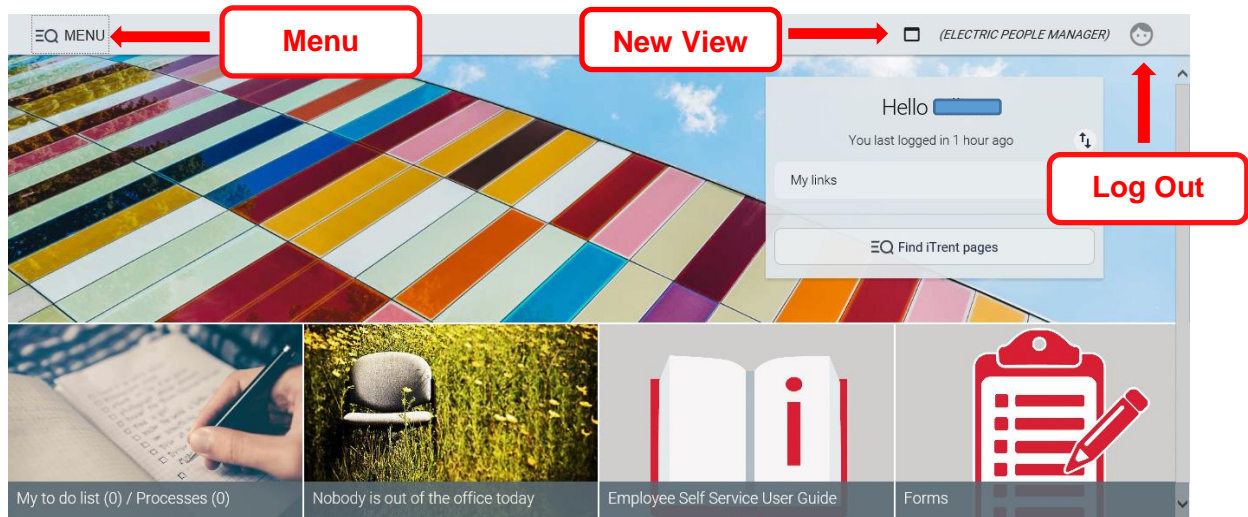 MENU
Menu
New View
(ELECTRIC PEOPLE MANAGER)
Hello
You last logged in 1 hour ago
My links
Log Out
Find iTrent pages
My to do list (0) / Processes (0)
Nobody is out of the office today
Employee Self Service User Guide
Forms